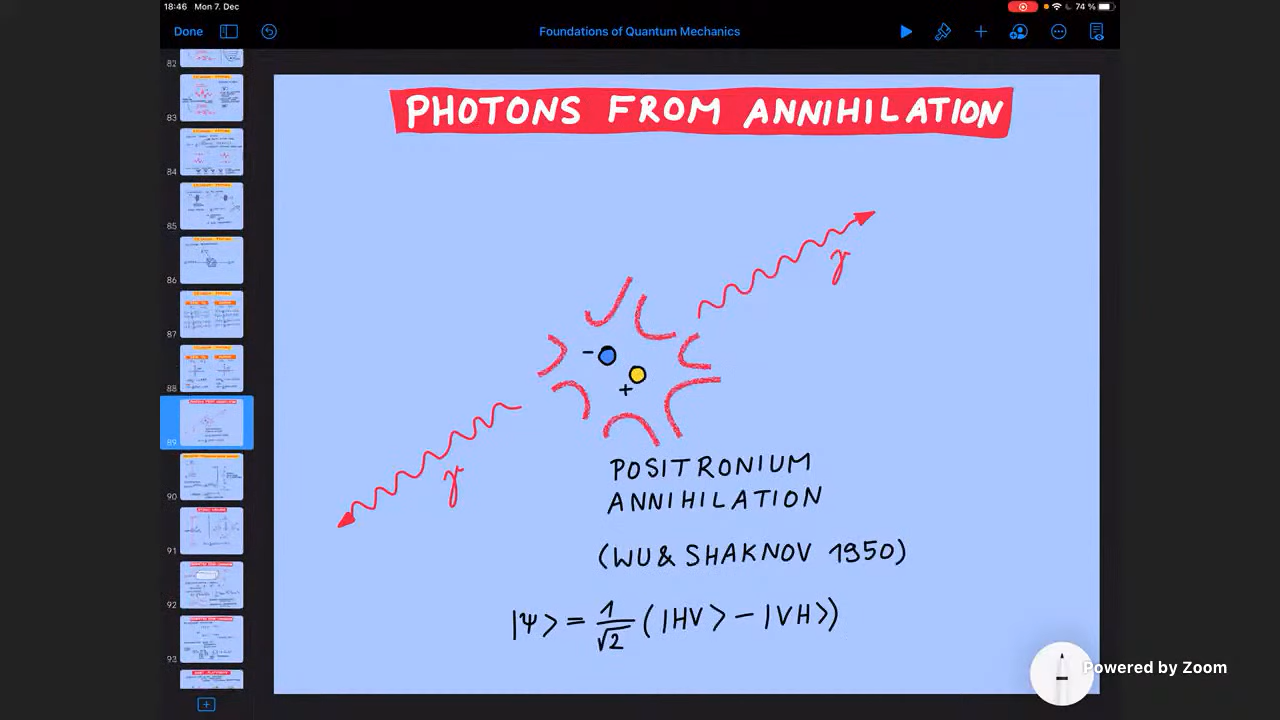 18:46 Mon 7. Dec
74 %
Done
Foundations of Quantum Mechanics
82
83
84
85
86
87
88
89
90
91
92
93
PHOTONS FROM ANNIHILATION
γ
−
+
γ
POSITRONIUM
ANNIHILATION
(WU & SHAKNOV 1950)
|Ψ> = 1/√2 (|HV> − |VH>)
Powered by Zoom